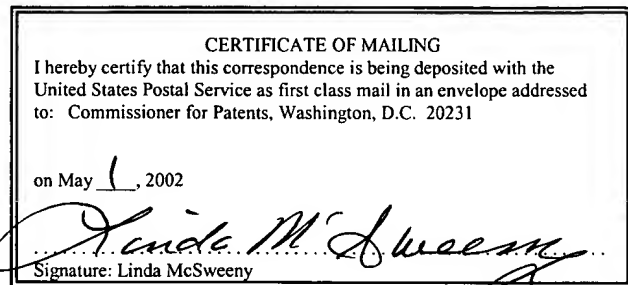 CERTIFICATE OF MAILING
I hereby certify that this correspondence is being deposited with the
United States Postal Service as first class mail in an envelope addressed
to: Commissioner for Patents, Washington, D.C. 20231
on May 1, 2002
Linda McSweeny
Signature: Linda McSweeny